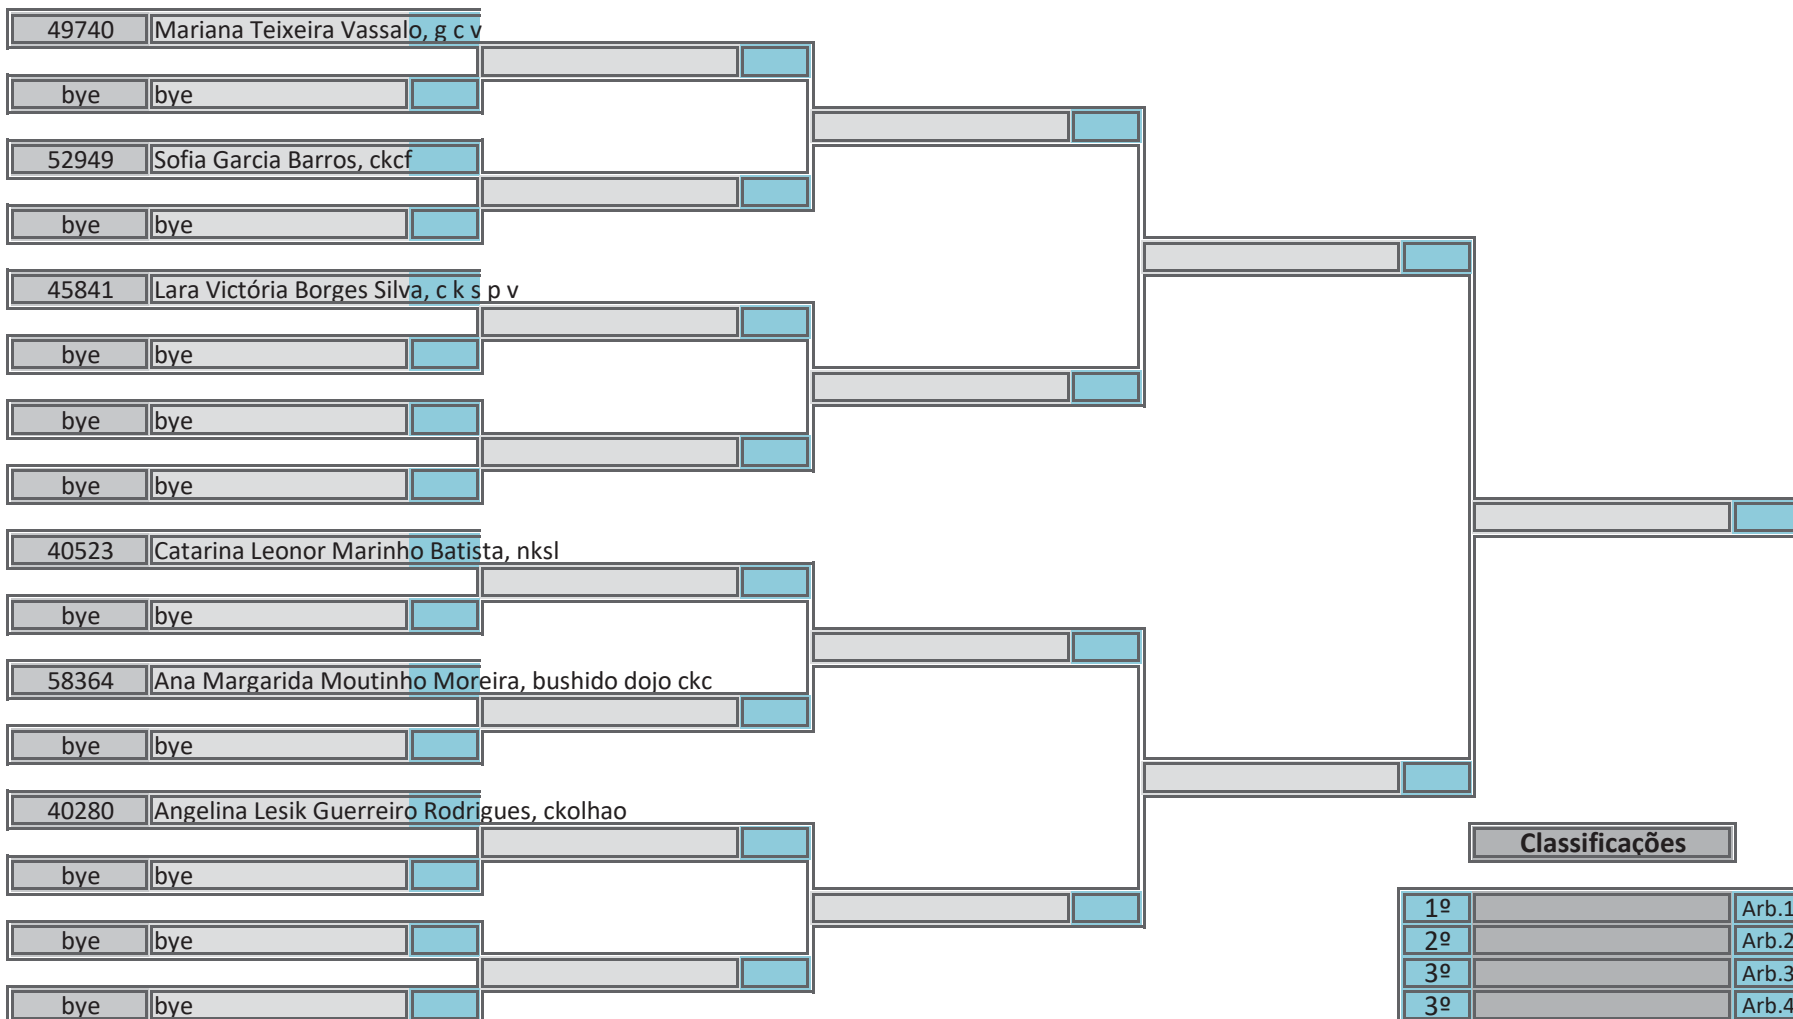 49740 Mariana Teixeira Vassalo, g c v
bye bye
52949 Sofia Garcia Barros, ckcf
bye bye
45841 Lara Victória Borges Silva, c k s p v
bye bye
bye bye
bye bye
40523 Catarina Leonor Marinho Batista, nksl
bye bye
58364 Ana Margarida Moutinho Moreira, bushido dojo ckc
bye bye
40280 Angelina Lesik Guerreiro Rodrigues, ckolhao
bye bye
bye bye
bye bye
Classificações
1º Arb.1
2º Arb.2
3º Arb.3
3º Arb.4